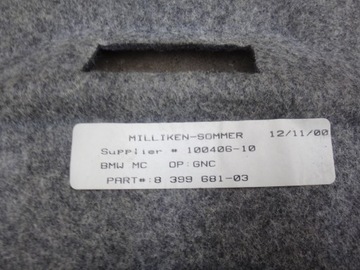 MILLIKEN-SOMMER 12/11/00
Supplier # 100406-10
BMW MC OP:GNC
PART#:8 399 681-03